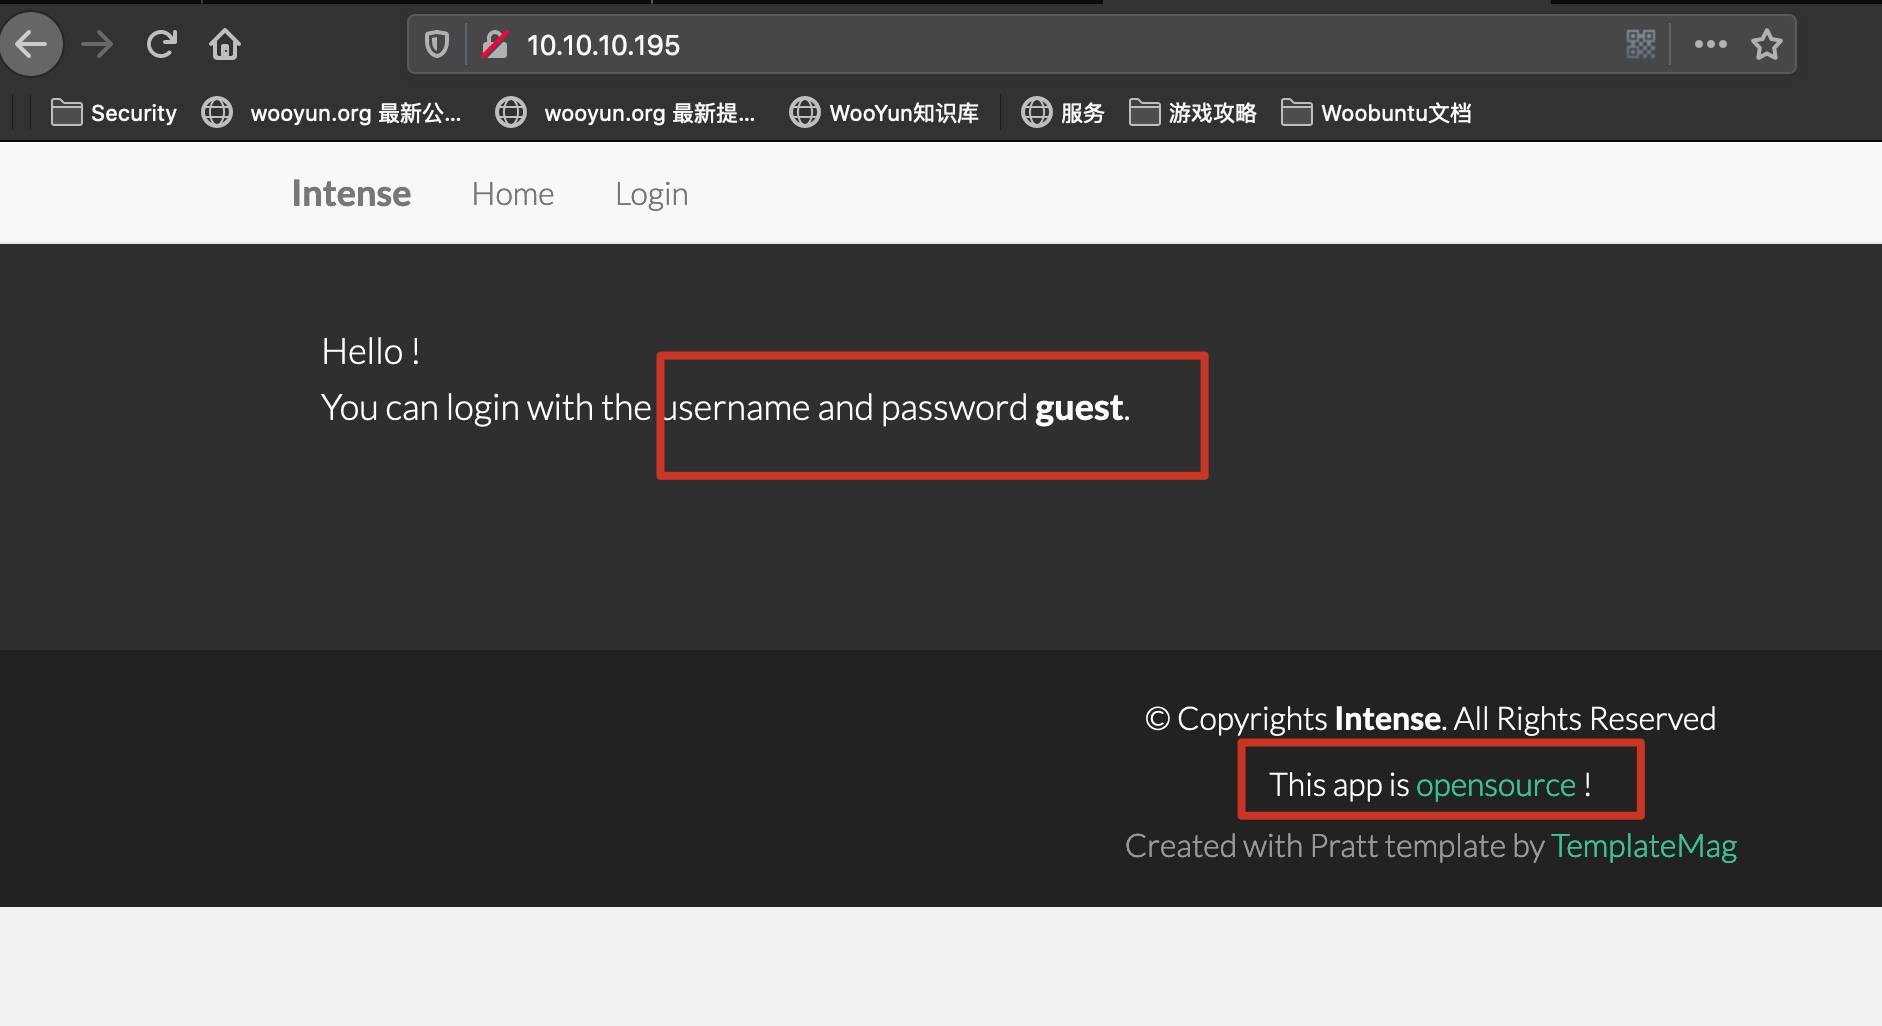 10.10.10.195
Security wooyun.org 最新公... wooyun.org 最新提... WooYun知识库 服务 游戏攻略 Woobuntu文档
Intense Home Login
Hello !
You can login with the username and password guest.
© Copyrights Intense. All Rights Reserved
This app is opensource !
Created with Pratt template by TemplateMag